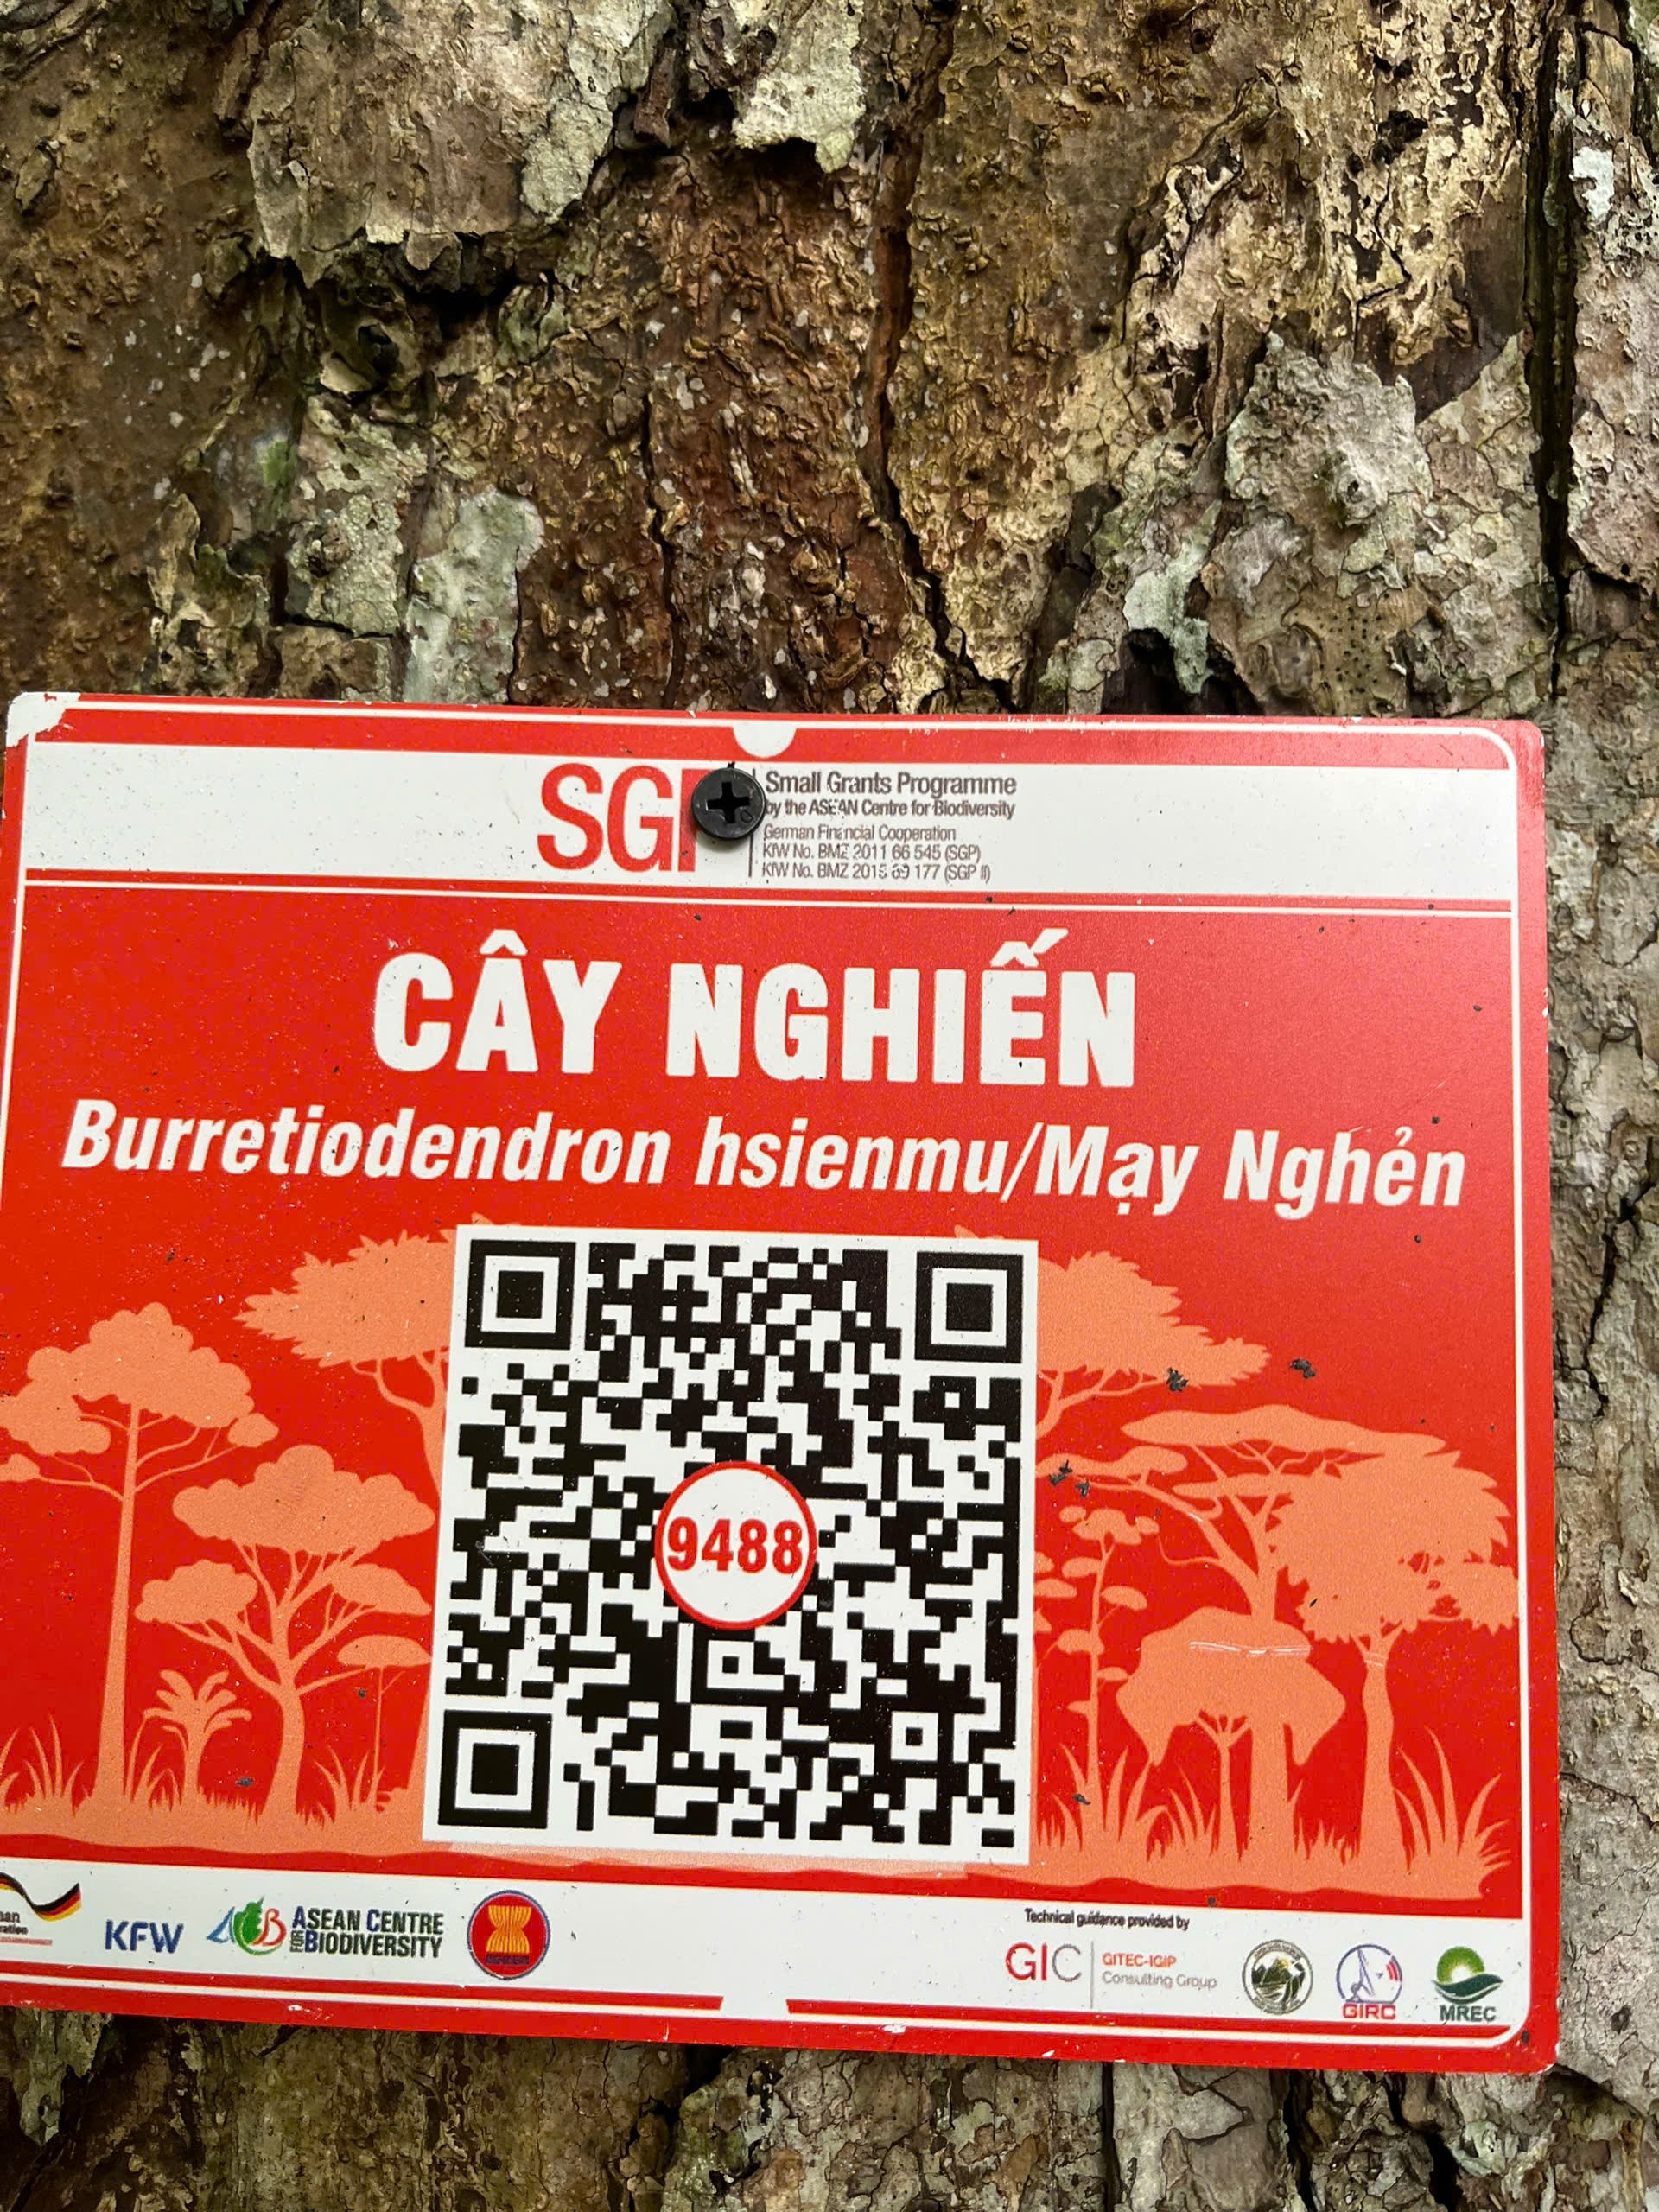 SGP
Small Grants Programme
by the ASEAN Centre for Biodiversity
German Financial Cooperation
KfW No. BMZ 2011 66 545 (SGP)
KfW No. BMZ 2015 69 177 (SGP II)
CÂY NGHIẾN
Burretiodendron hsienmu/Mạy Nghẻn
9488
KFW
ACB
ASEAN CENTRE
FOR BIODIVERSITY
Technical guidance provided by
GIC
GITEC-IGIP
Consulting Group
GIRC
MREC